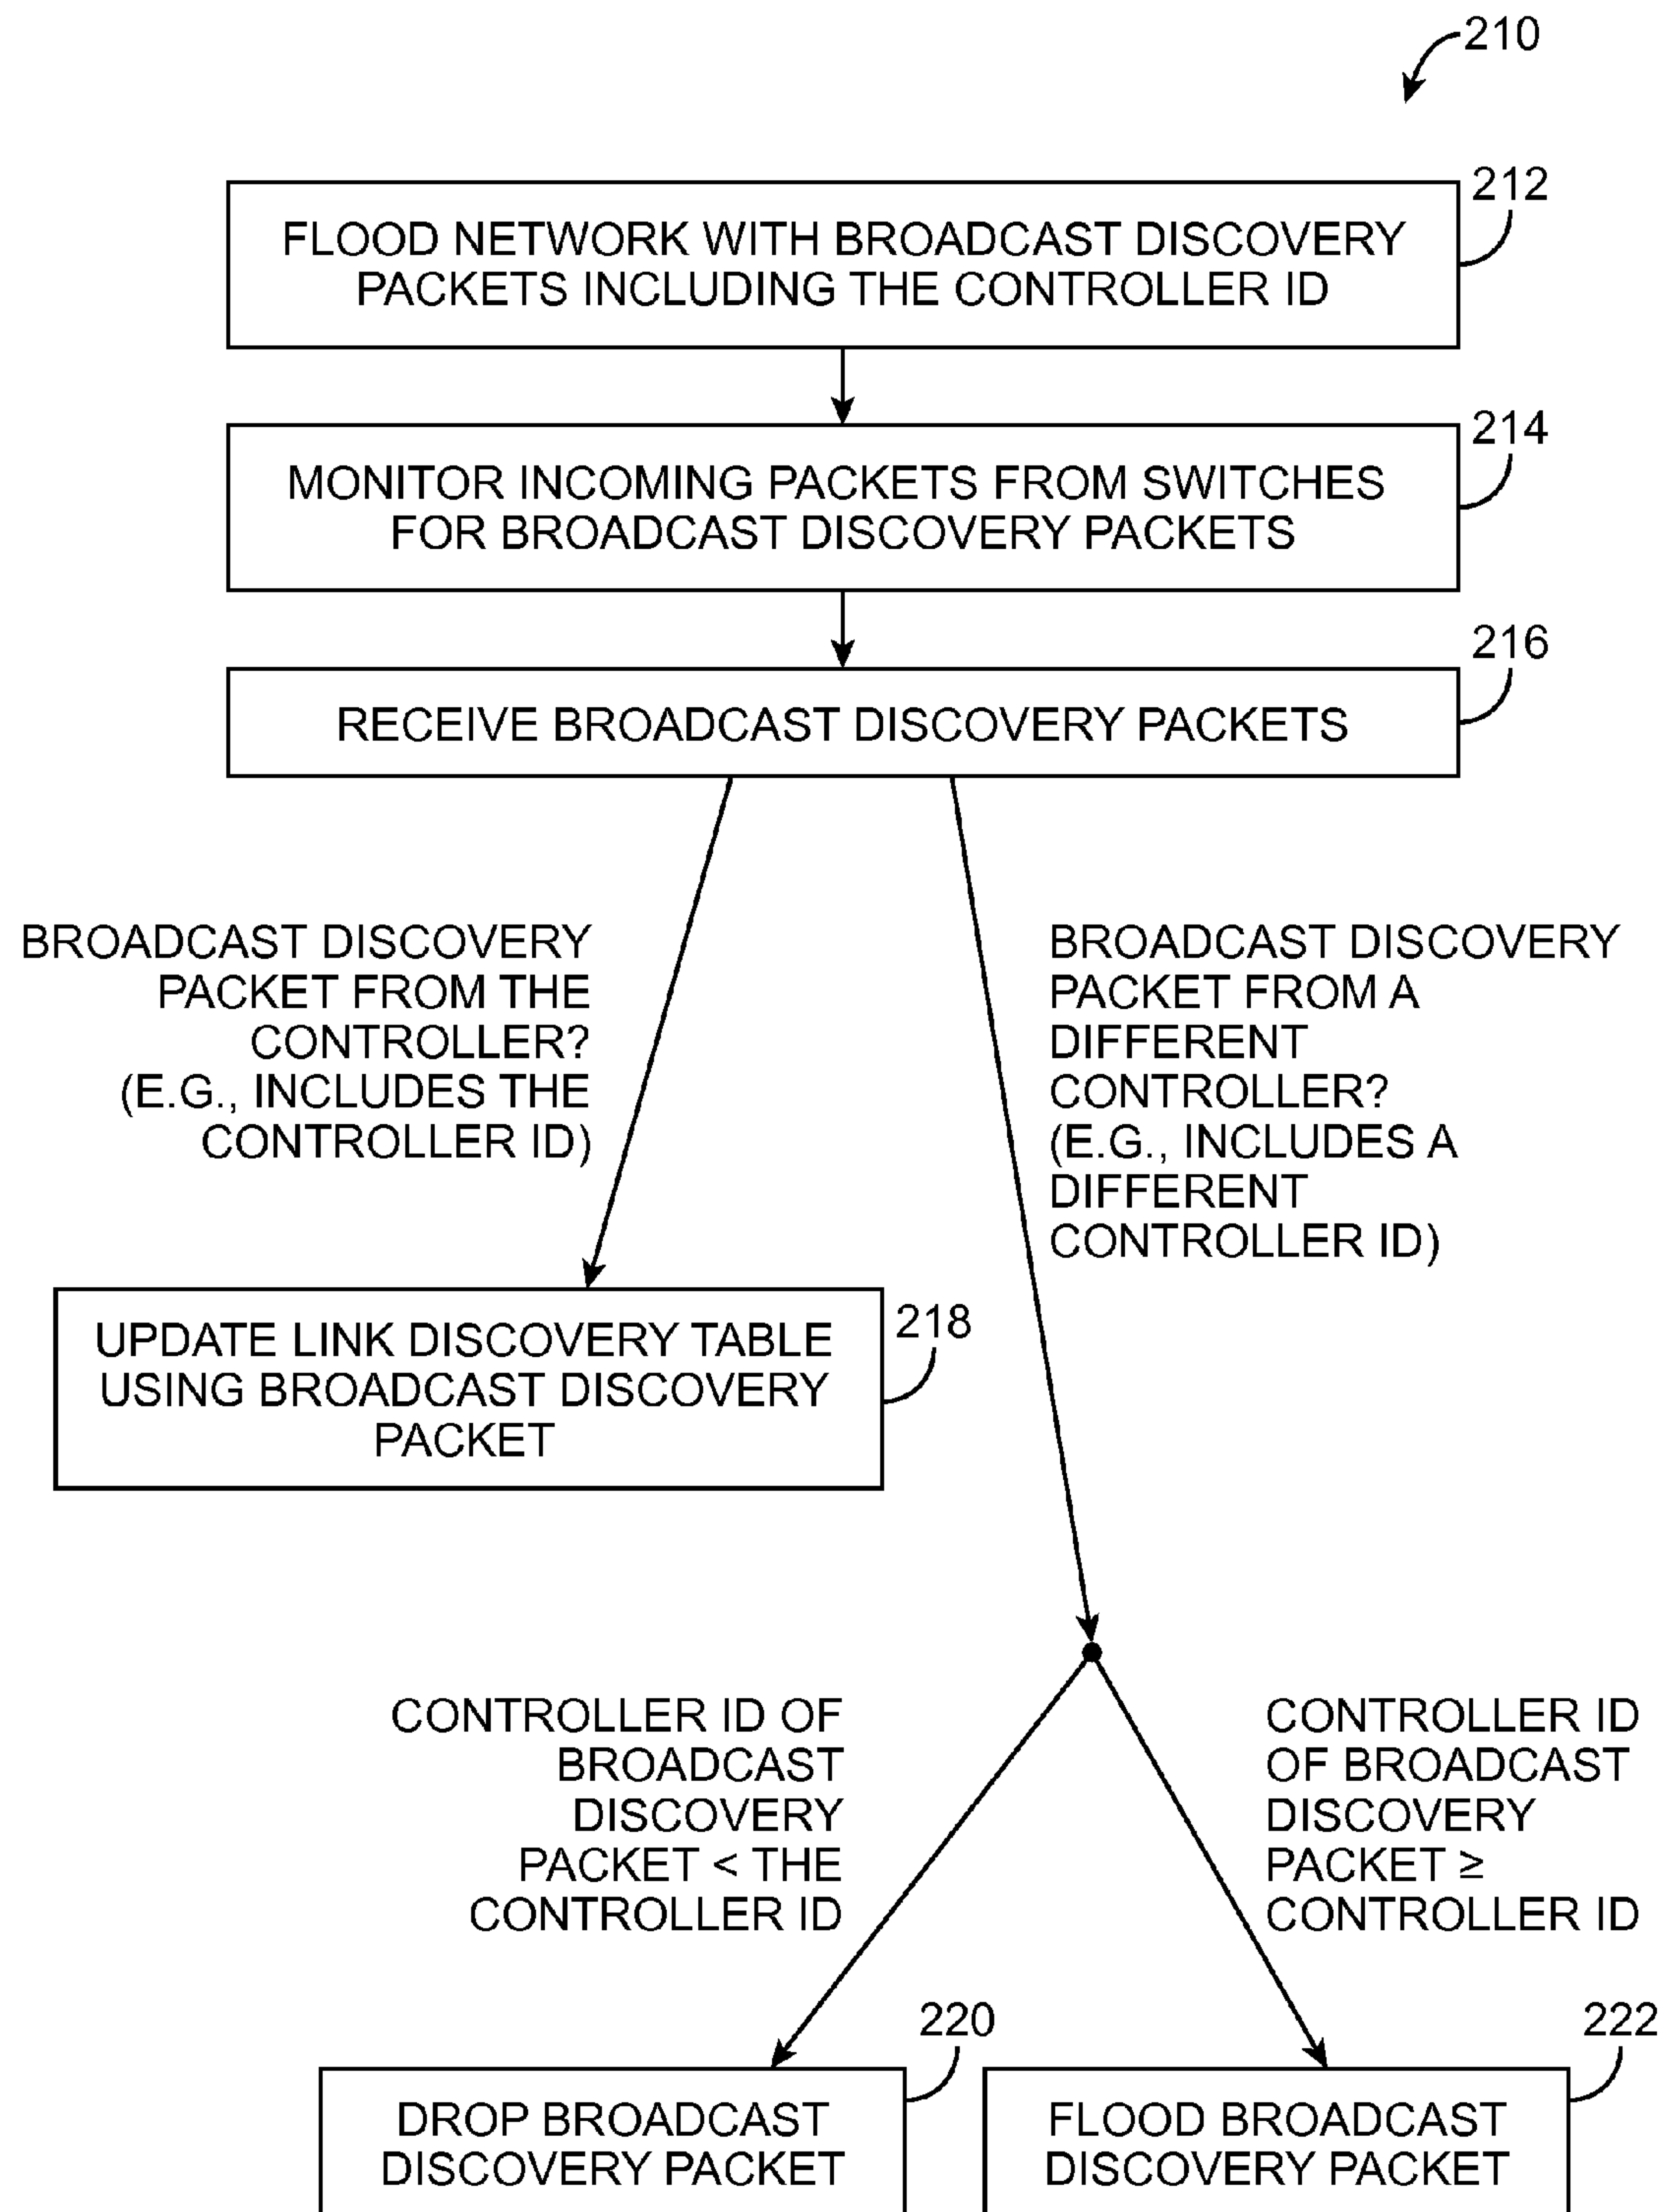 210
212
FLOOD NETWORK WITH BROADCAST DISCOVERY
PACKETS INCLUDING THE CONTROLLER ID
214
MONITOR INCOMING PACKETS FROM SWITCHES
FOR BROADCAST DISCOVERY PACKETS
216
RECEIVE BROADCAST DISCOVERY PACKETS
BROADCAST DISCOVERY
PACKET FROM THE
CONTROLLER?
(E.G., INCLUDES THE
CONTROLLER ID)
BROADCAST DISCOVERY
PACKET FROM A
DIFFERENT
CONTROLLER?
(E.G., INCLUDES A
DIFFERENT
CONTROLLER ID)
218
UPDATE LINK DISCOVERY TABLE
USING BROADCAST DISCOVERY
PACKET
CONTROLLER ID OF
BROADCAST
DISCOVERY
PACKET < THE
CONTROLLER ID
CONTROLLER ID
OF BROADCAST
DISCOVERY
PACKET ≥
CONTROLLER ID
220
DROP BROADCAST
DISCOVERY PACKET
222
FLOOD BROADCAST
DISCOVERY PACKET